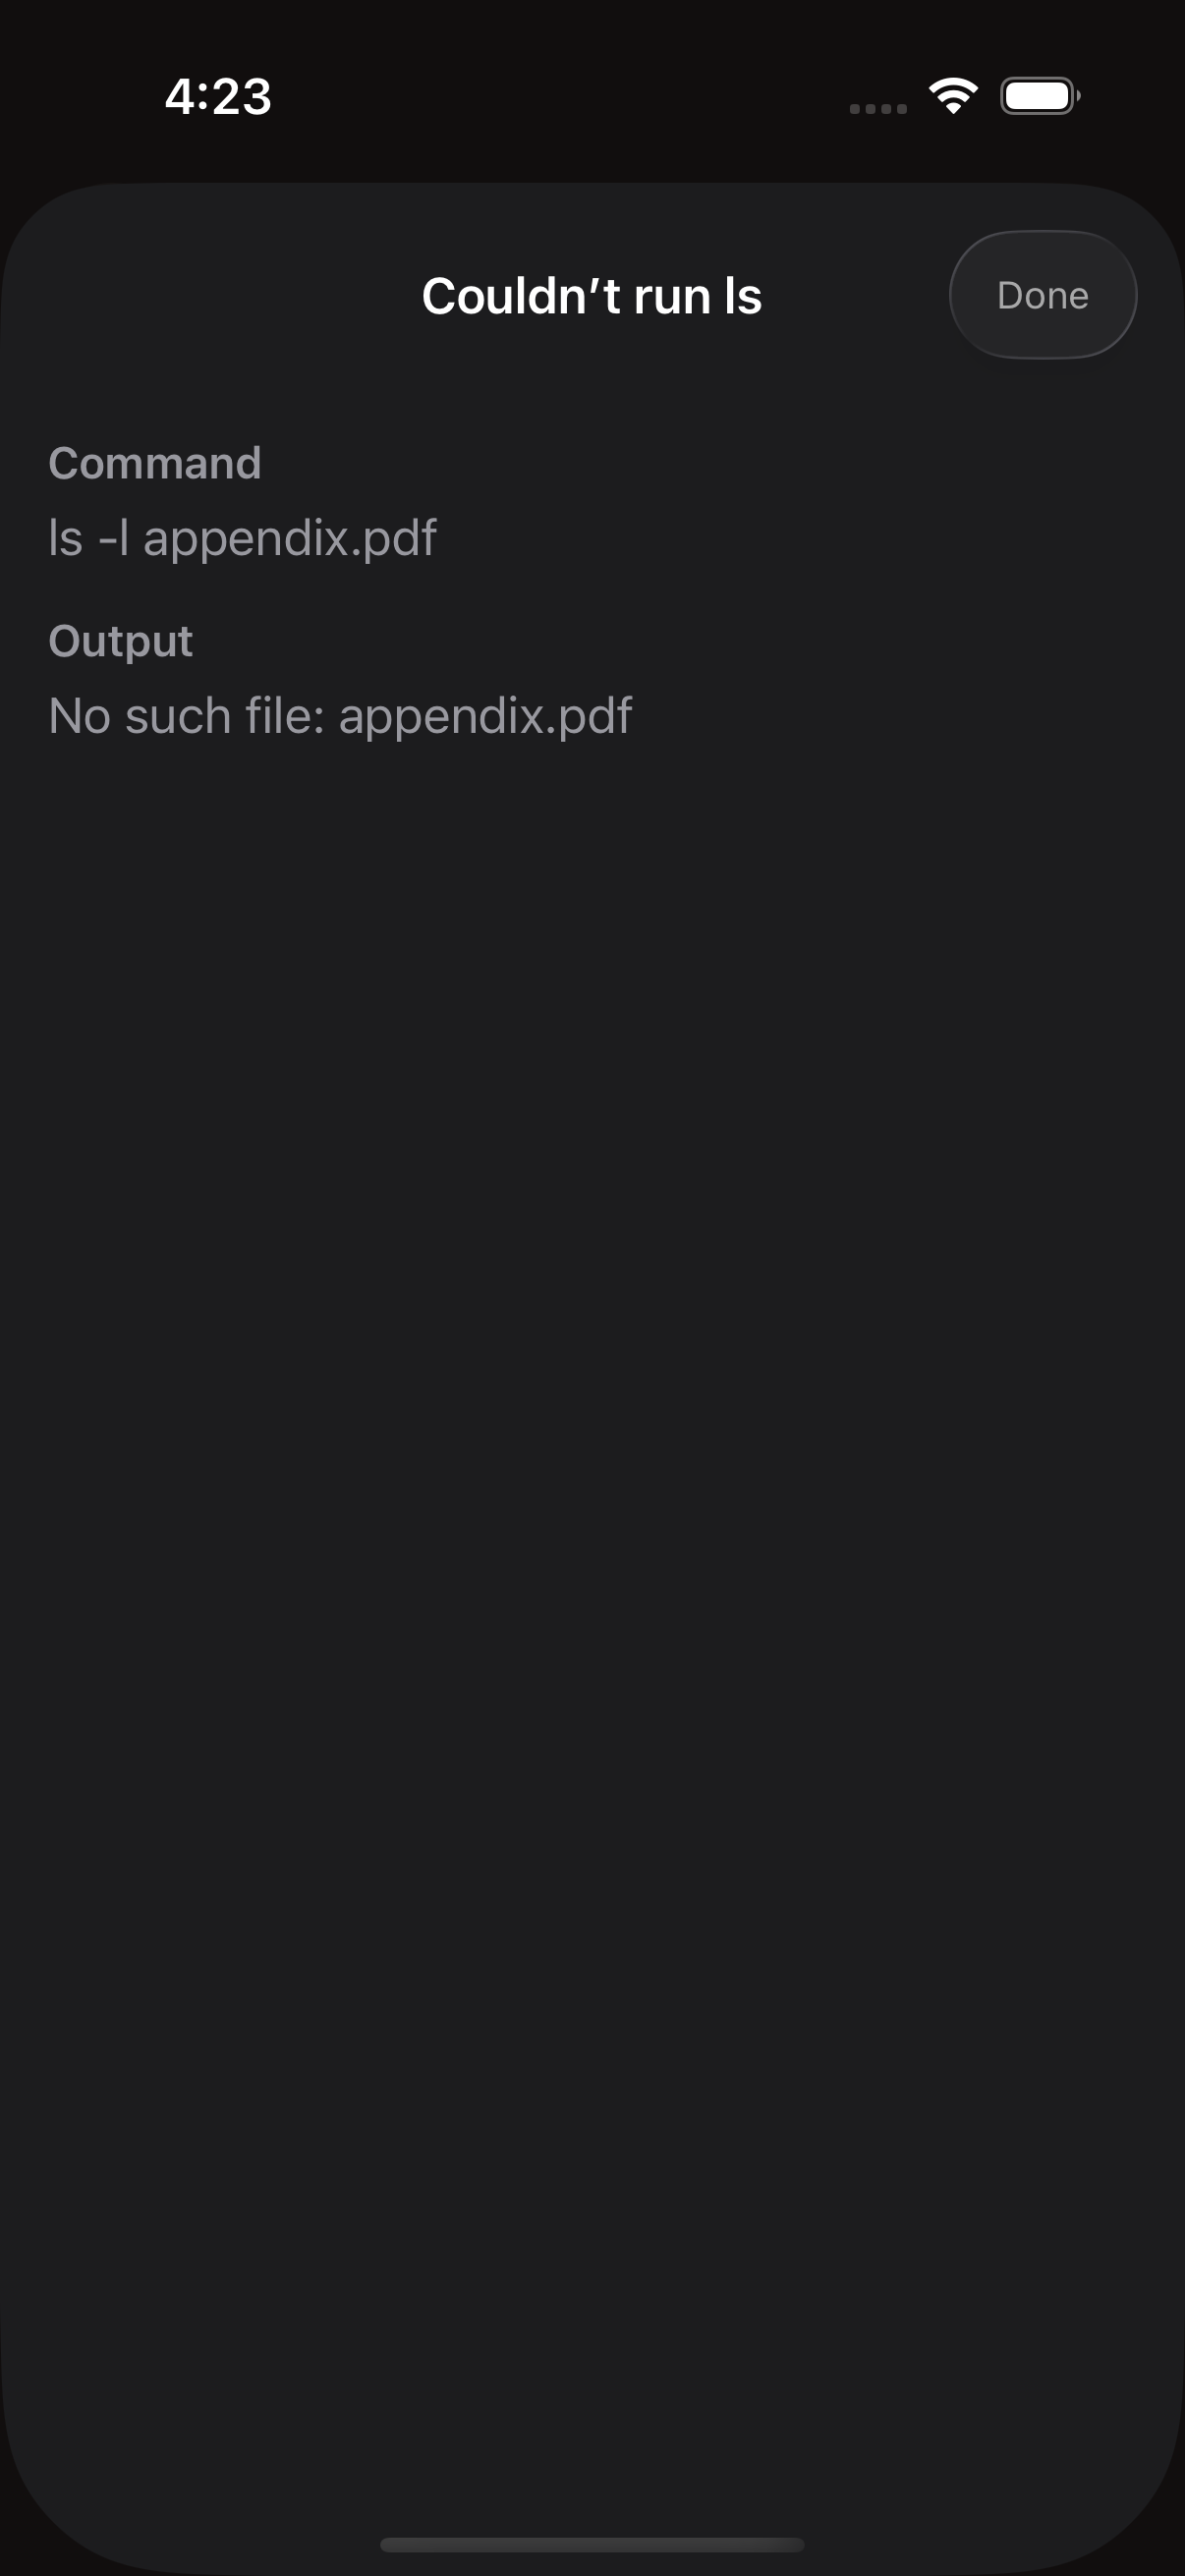 4:23
Couldn’t run ls
Done
Command
ls -l appendix.pdf
Output
No such file: appendix.pdf